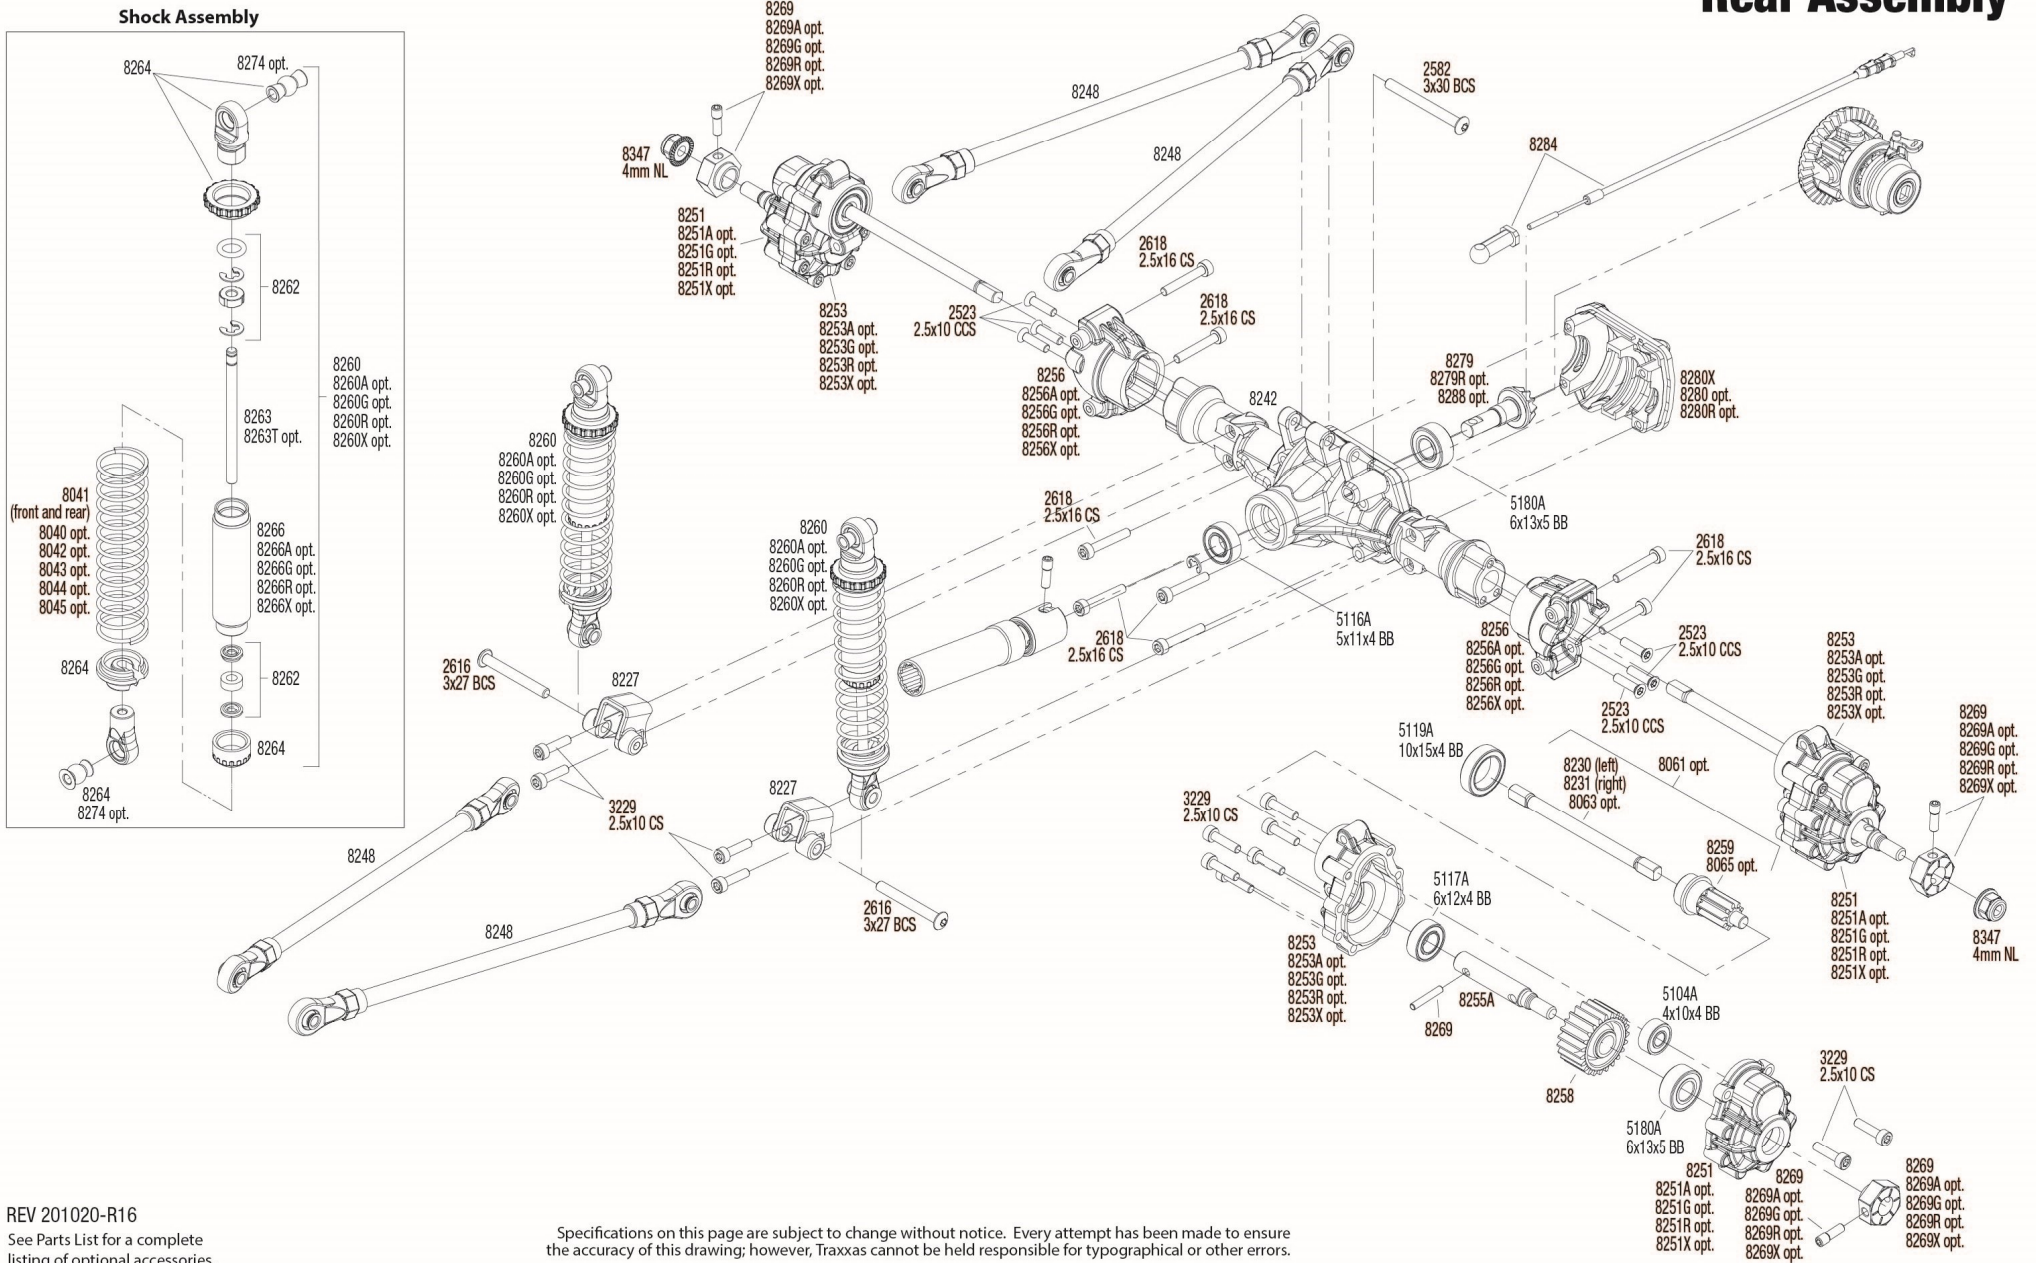 Rear Assembly
Shock Assembly
8264
8274 opt.
8262
8263
8263T opt.
8260
8260A opt.
8260G opt.
8260R opt.
8260X opt.
8041
(front and rear)
8040 opt.
8042 opt.
8043 opt.
8044 opt.
8045 opt.
8266
8266A opt.
8266G opt.
8266R opt.
8266X opt.
8264
8262
8264
8264
8274 opt.
8269
8269A opt.
8269G opt.
8269R opt.
8269X opt.
8347
4mm NL
8251
8251A opt.
8251G opt.
8251R opt.
8251X opt.
8253
8253A opt.
8253G opt.
8253R opt.
8253X opt.
8248
8248
2582
3x30 BCS
8284
2618
2.5x16 CS
2618
2.5x16 CS
2523
2.5x10 CCS
8256
8256A opt.
8256G opt.
8256R opt.
8256X opt.
8242
8279
8279R opt.
8288 opt.
8280X
8280 opt.
8280R opt.
5180A
6x13x5 BB
8260
8260A opt.
8260G opt.
8260R opt.
8260X opt.
8260
8260A opt.
8260G opt.
8260R opt.
8260X opt.
2618
2.5x16 CS
2618
2.5x16 CS
5116A
5x11x4 BB
2618
2.5x16 CS
8256
8256A opt.
8256G opt.
8256R opt.
8256X opt.
2523
2.5x10 CCS
2523
2.5x10 CCS
8253
8253A opt.
8253G opt.
8253R opt.
8253X opt.
8269
8269A opt.
8269G opt.
8269R opt.
8269X opt.
2616
3x27 BCS
8227
8227
3229
2.5x10 CS
2616
3x27 BCS
8248
8248
5119A
10x15x4 BB
8230 (left)
8231 (right)
8063 opt.
8061 opt.
8259
8065 opt.
3229
2.5x10 CS
5117A
6x12x4 BB
8253
8253A opt.
8253G opt.
8253R opt.
8253X opt.
8269
8255A
8251
8251A opt.
8251G opt.
8251R opt.
8251X opt.
8347
4mm NL
5104A
4x10x4 BB
8258
3229
2.5x10 CS
5180A
6x13x5 BB
8251
8251A opt.
8251G opt.
8251R opt.
8251X opt.
8269
8269A opt.
8269G opt.
8269R opt.
8269X opt.
8269
8269A opt.
8269G opt.
8269R opt.
8269X opt.
REV 201020-R16
See Parts List for a complete
listing of optional accessories
Specifications on this page are subject to change without notice. Every attempt has been made to ensure
the accuracy of this drawing; however, Traxxas cannot be held responsible for typographical or other errors.